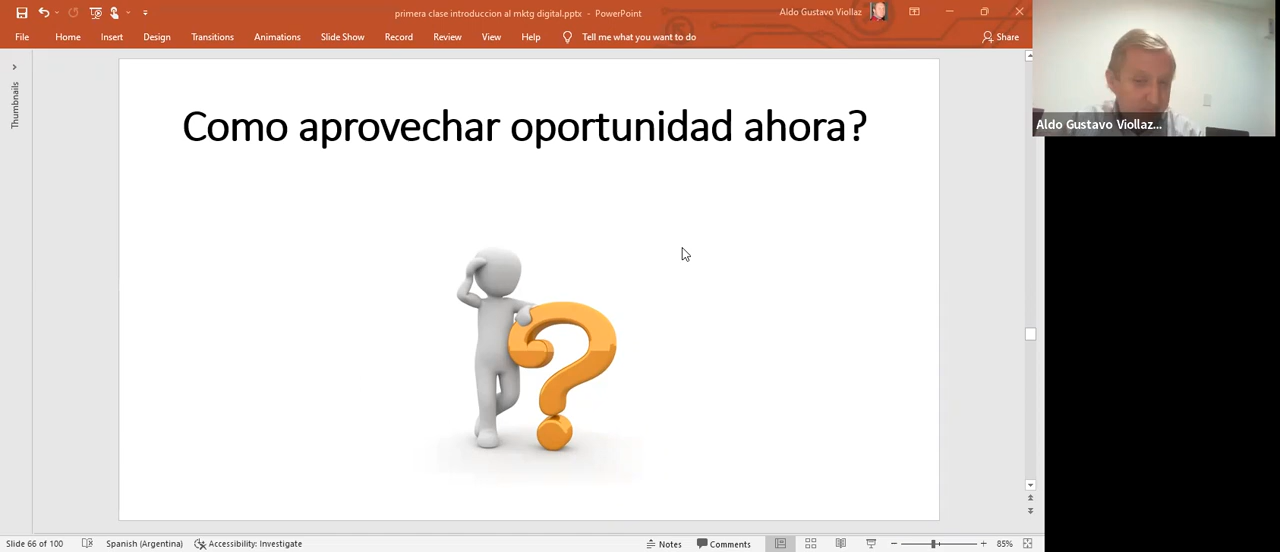 primera clase introduccion al mktg digital.pptx - PowerPoint
Aldo Gustavo Viollaz
File Home Insert Design Transitions Animations Slide Show Record Review View Help Tell me what you want to do Share
Thumbnails
Como aprovechar oportunidad ahora?
Aldo Gustavo Viollaz...
Slide 66 of 100 Spanish (Argentina) Accessibility: Investigate Notes Comments 85%